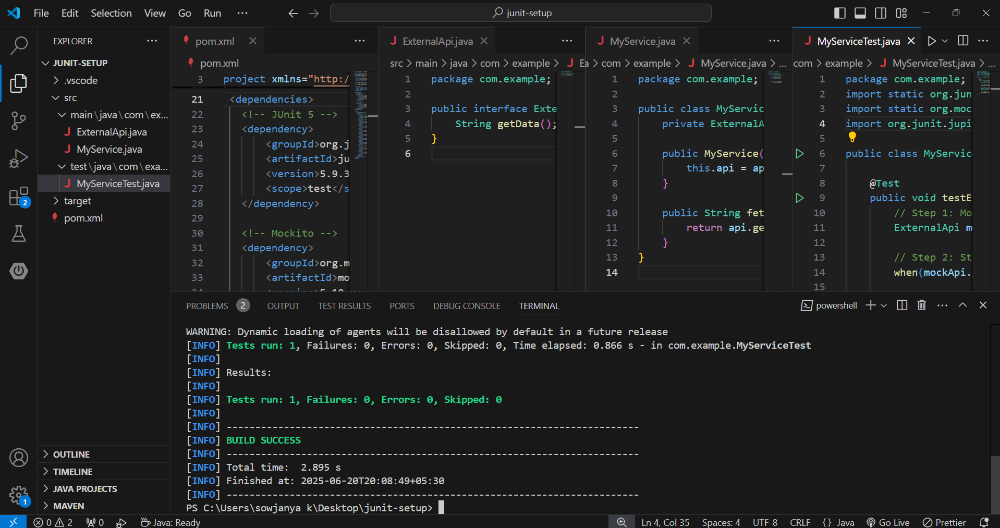 File Edit Selection View Go Run ··· junit-setup
EXPLORER ···
JUNIT-SETUP
.vscode
src
main\java\com\ex...
ExternalApi.java
MyService.java
test\java\com\exa...
MyServiceTest.java
target
pom.xml
OUTLINE
TIMELINE
JAVA PROJECTS
MAVEN
2
1
pom.xml ···
pom.xml
3 project xmlns="http:/
21 <dependencies>
22 <!-- JUnit 5 -->
23 <dependency>
24 <groupId>org.j
25 <artifactId>ju
26 <version>5.9.3
27 <scope>test</s
28 </dependency>
29
30 <!-- Mockito -->
31 <dependency>
32 <groupId>org.m
33 <artifactId>mo
ExternalApi.java ···
src > main > java > com > example >
1 package com.example;
2
3 public interface Exte
4 String getData();
5 }
6
MyService.java ···
com > example > MyService.java > ...
1 package com.example;
2
3 public class MyServic
4 private ExternalA
5
6 public MyService(
7 this.api = ap
8 }
9
10 public String fet
11 return api.ge
12 }
13 }
14
MyServiceTest.java ···
com > example > MyServiceTest.java > ...
1 package com.example;
2 import static org.jun
3 import static org.moc
4 import org.junit.jupi
5
6 public class MyServic
7
8 @Test
9 public void testE
10 // Step 1: Mo
11 ExternalApi m
12
13 // Step 2: St
14 when(mockApi.
15
PROBLEMS 2 OUTPUT TEST RESULTS PORTS DEBUG CONSOLE TERMINAL powershell ···
WARNING: Dynamic loading of agents will be disallowed by default in a future release
[INFO] Tests run: 1, Failures: 0, Errors: 0, Skipped: 0, Time elapsed: 0.866 s - in com.example.MyServiceTest
[INFO]
[INFO] Results:
[INFO]
[INFO] Tests run: 1, Failures: 0, Errors: 0, Skipped: 0
[INFO]
[INFO] ------------------------------------------------------------------------
[INFO] BUILD SUCCESS
[INFO] ------------------------------------------------------------------------
[INFO] Total time:  2.895 s
[INFO] Finished at: 2025-06-20T20:08:49+05:30
[INFO] ------------------------------------------------------------------------
PS C:\Users\sowjanya k\Desktop\junit-setup>
0 2 0 Java: Ready Ln 4, Col 35 Spaces: 4 UTF-8 CRLF {} Java Go Live Prettier